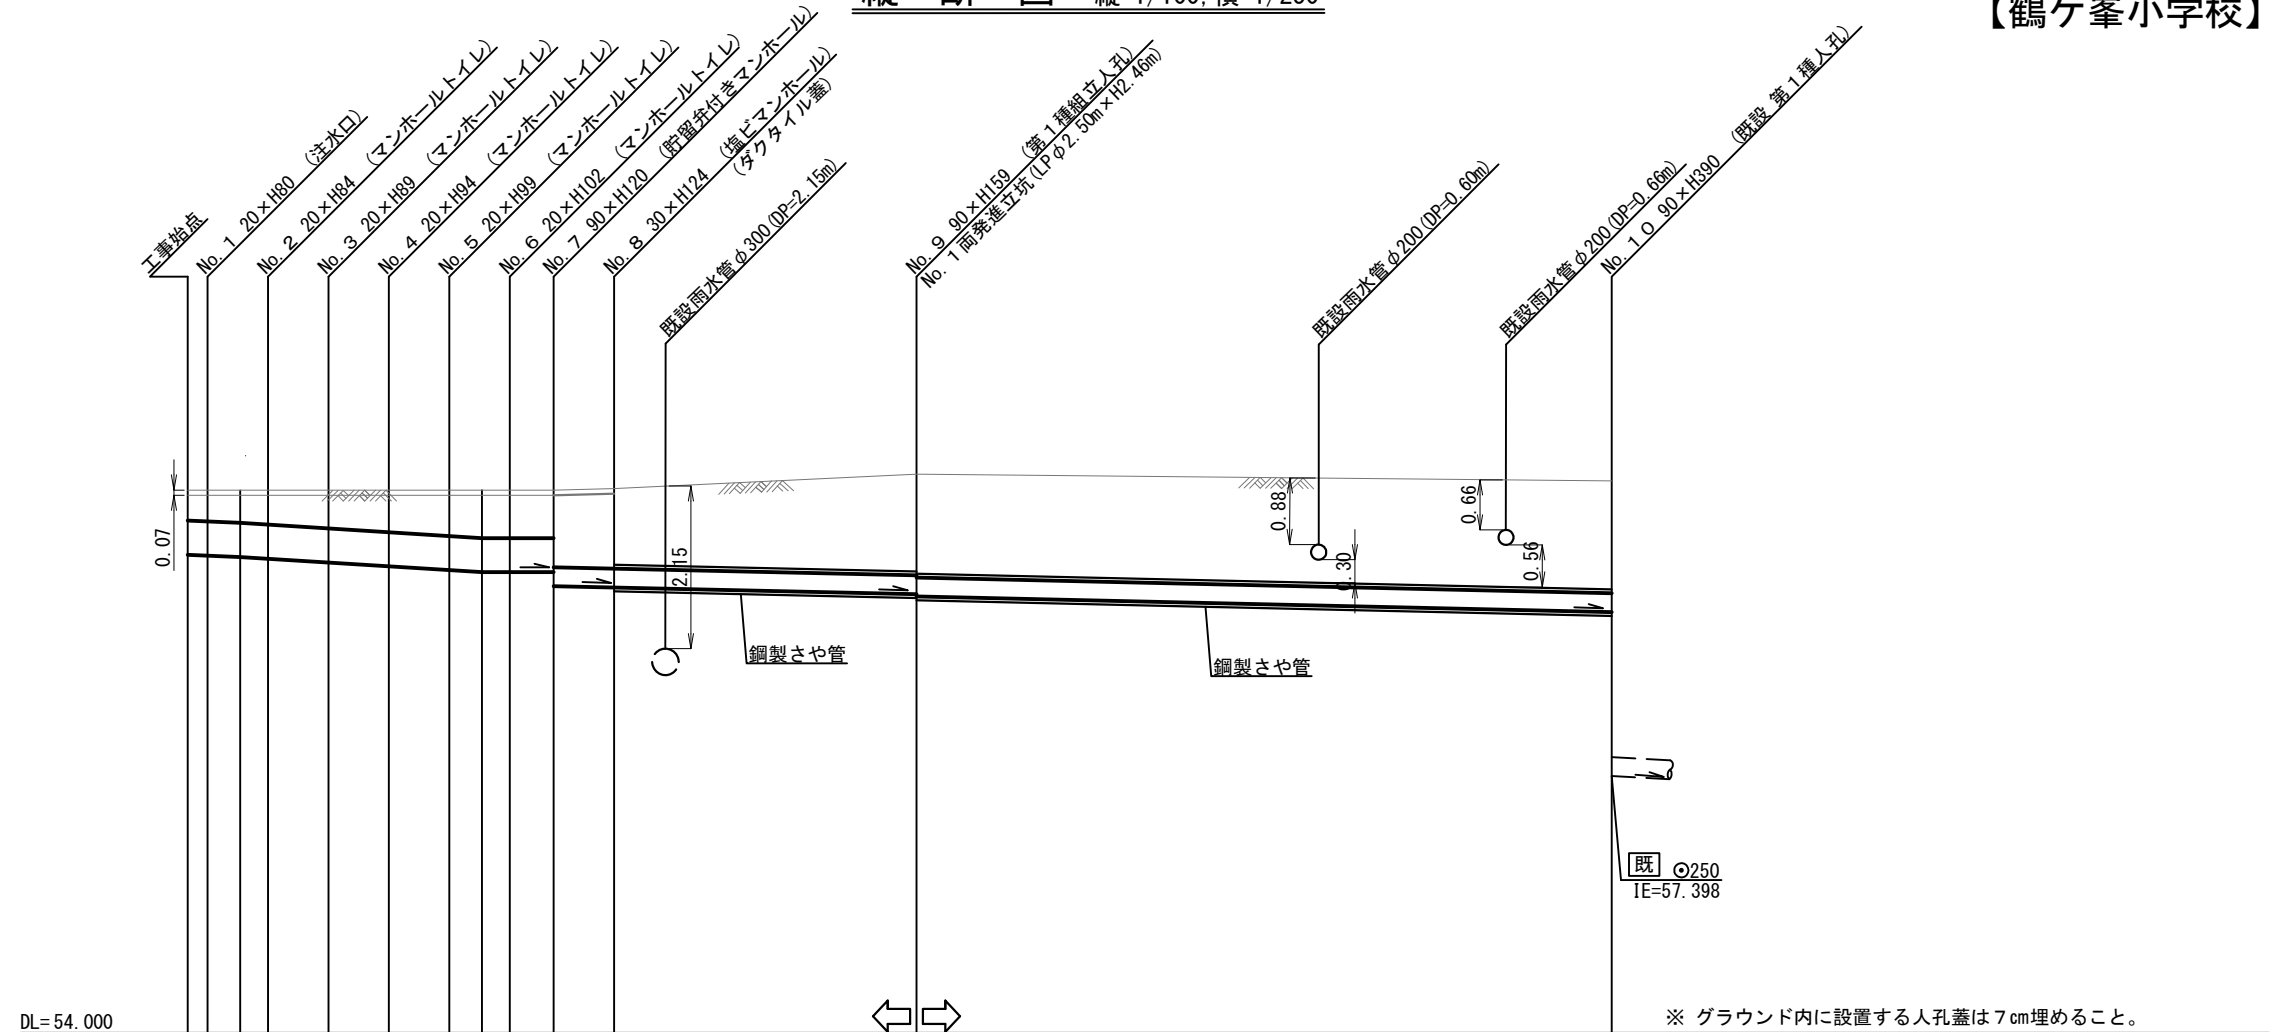 縦 断 図 縦 1/100, 横 1/200
【鶴ケ峯小学校】
工事始点
No. 1 20×H80 (注水口)
No. 2 20×H84 (マンホールトイレ)
No. 3 20×H89 (マンホールトイレ)
No. 4 20×H94 (マンホールトイレ)
No. 5 20×H99 (マンホールトイレ)
No. 6 20×H102 (マンホールトイレ)
No. 7 90×H120 (貯留弁付きマンホール)
No. 8 30×H124 (塩ビマンホール)
(ダクタイル蓋)
既設雨水管φ300(DP=2.15m)
No. 9 90×H159 (第1種組立人孔)
No. 1両発進立坑(LPφ2.50m×H2.46m)
既設雨水管φ200(DP=0.60m)
既設雨水管φ200(DP=0.66m)
No. 10 90×H390 (既設 第1種人孔)
0.07
2.15
0.88
0.30
0.66
0.56
鋼製さや管
鋼製さや管
既 ⊙250
IE=57.398
DL=54.000
※ グラウンド内に設置する人孔蓋は7cm埋めること。